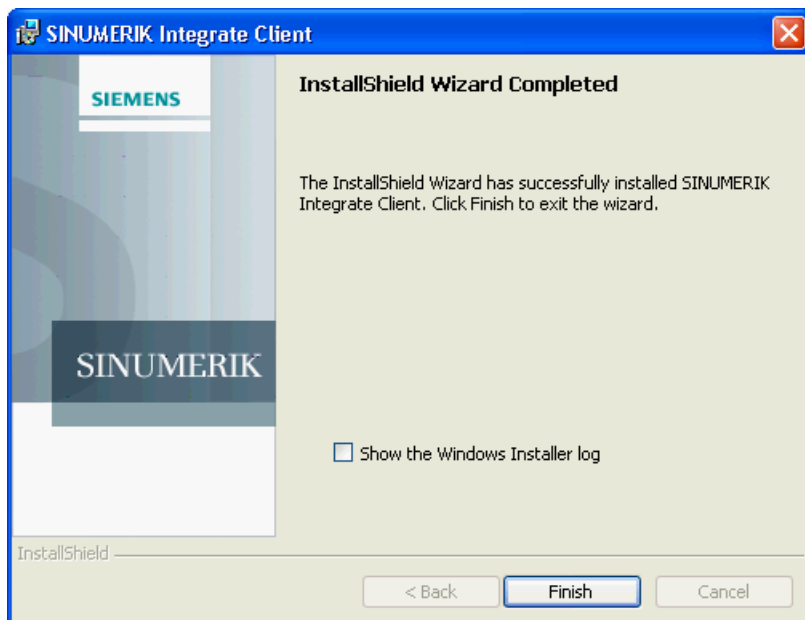 SINUMERIK Integrate Client
SIEMENS
InstallShield Wizard Completed
The InstallShield Wizard has successfully installed SINUMERIK
Integrate Client. Click Finish to exit the wizard.
SINUMERIK
Show the Windows Installer log
InstallShield
< Back
Finish
Cancel